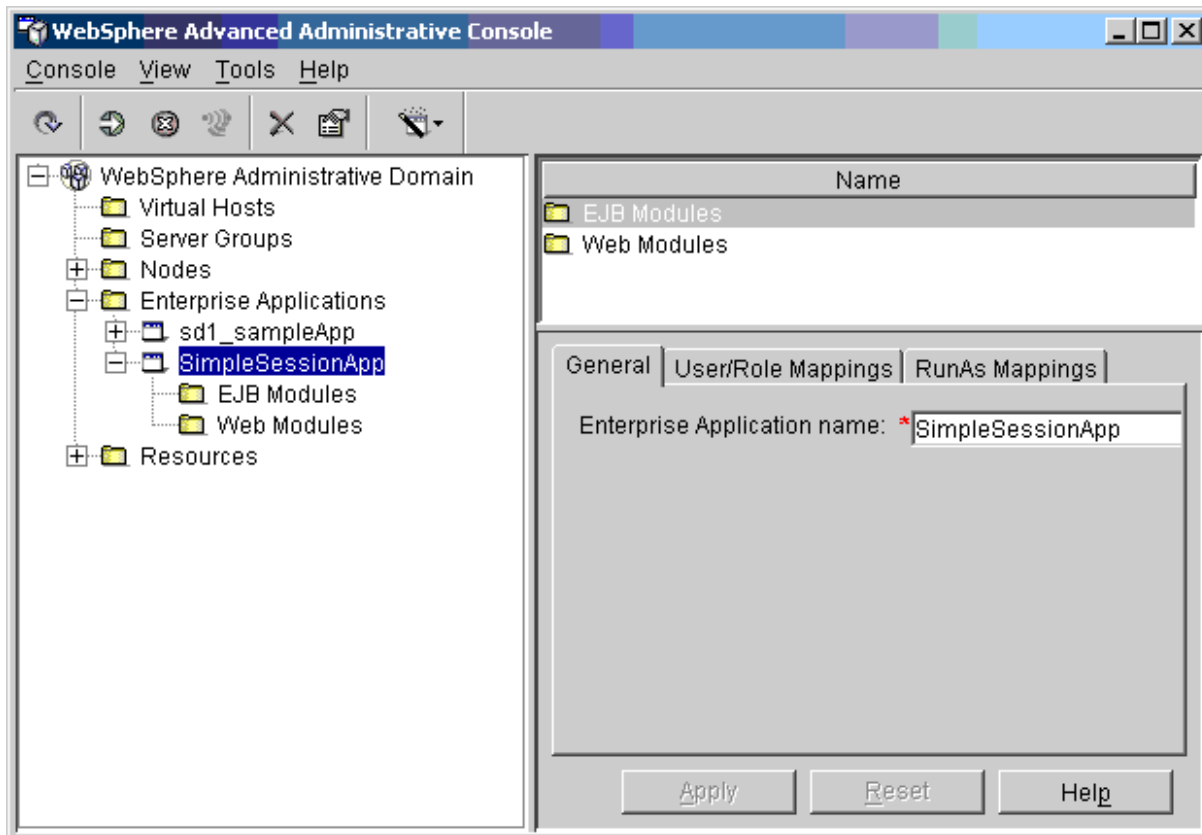 WebSphere Advanced Administrative Console
Console View Tools Help
WebSphere Administrative Domain
Virtual Hosts
Server Groups
Nodes
Enterprise Applications
sd1_sampleApp
SimpleSessionApp
EJB Modules
Web Modules
Resources
Name
EJB Modules
Web Modules
General User/Role Mappings RunAs Mappings
Enterprise Application name: *SimpleSessionApp
Apply Reset Help